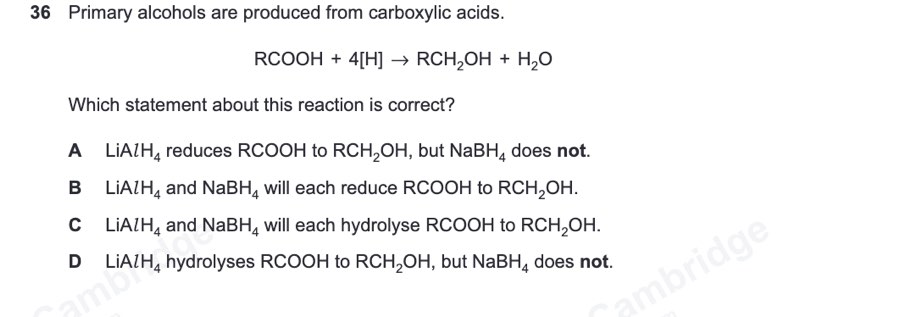 36 Primary alcohols are produced from carboxylic acids.
RCOOH + 4[H] → RCH₂OH + H₂O
Which statement about this reaction is correct?
A LiAlH₄ reduces RCOOH to RCH₂OH, but NaBH₄ does not.
B LiAlH₄ and NaBH₄ will each reduce RCOOH to RCH₂OH.
C LiAlH₄ and NaBH₄ will each hydrolyse RCOOH to RCH₂OH.
D LiAlH₄ hydrolyses RCOOH to RCH₂OH, but NaBH₄ does not.
Cambridge
Cambridge